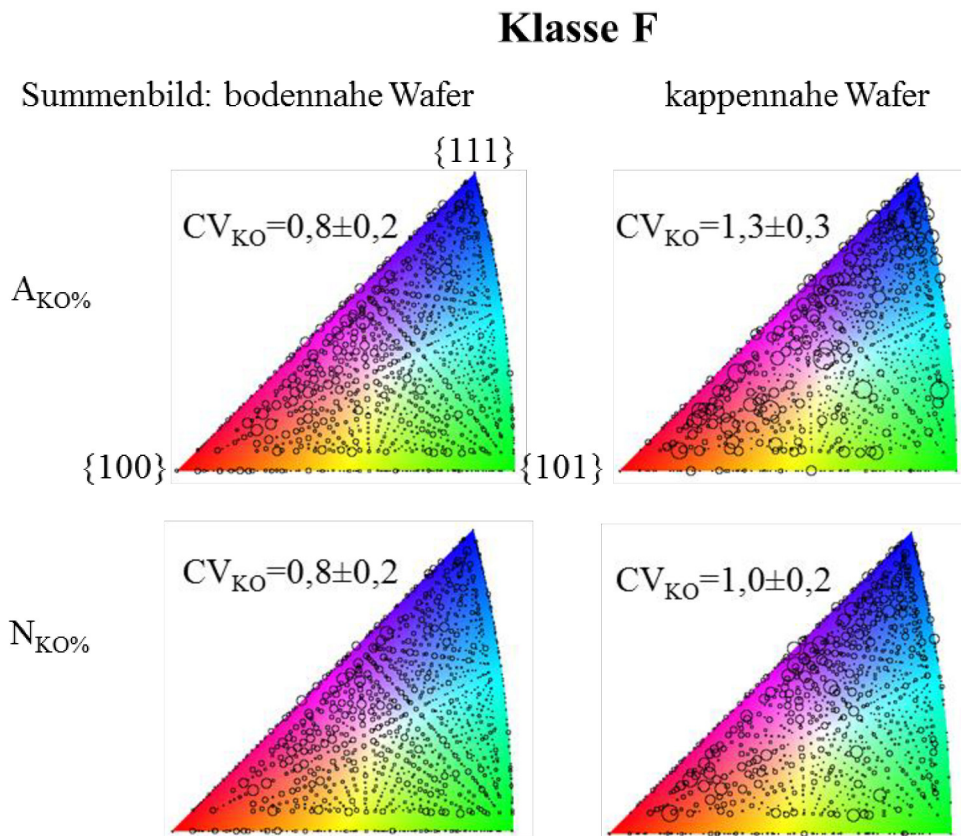 Klasse F
Summenbild: bodennahe Wafer kappennahe Wafer
{111}
CV_KO=0,8±0,2 CV_KO=1,3±0,3
A_KO%
{100} {101}
CV_KO=0,8±0,2 CV_KO=1,0±0,2
N_KO%